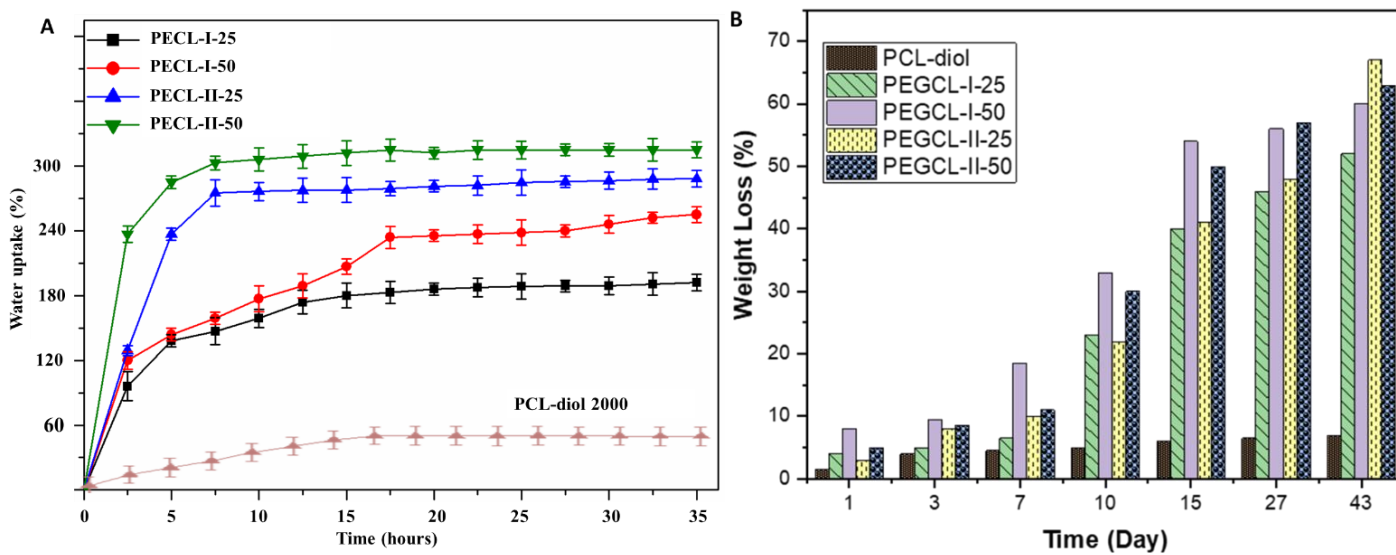 A
PECL-I-25
PECL-I-50
PECL-II-25
PECL-II-50
300
240
180
120
60
Water uptake (%)
PCL-diol 2000
0 5 10 15 20 25 30 35
Time (hours)
B
PCL-diol
PEGCL-I-25
PEGCL-I-50
PEGCL-II-25
PEGCL-II-50
70
60
50
40
30
20
10
0
Weight Loss (%)
1 3 7 10 15 27 43
Time (Day)